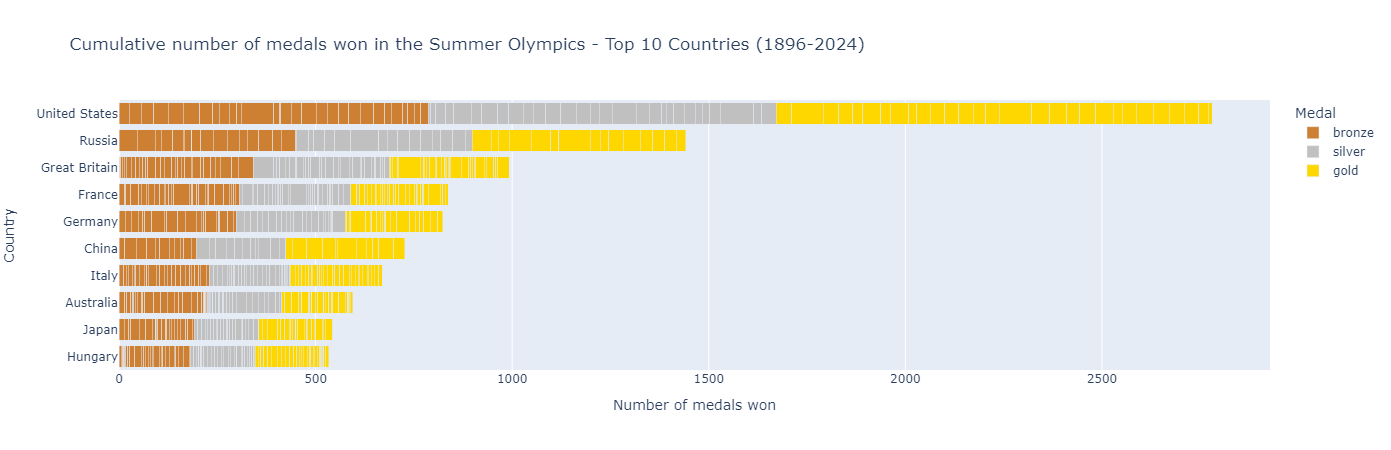 Cumulative number of medals won in the Summer Olympics - Top 10 Countries (1896-2024)
Medal
bronze
silver
gold
Country
United States
Russia
Great Britain
France
Germany
China
Italy
Australia
Japan
Hungary
0 500 1000 1500 2000 2500
Number of medals won